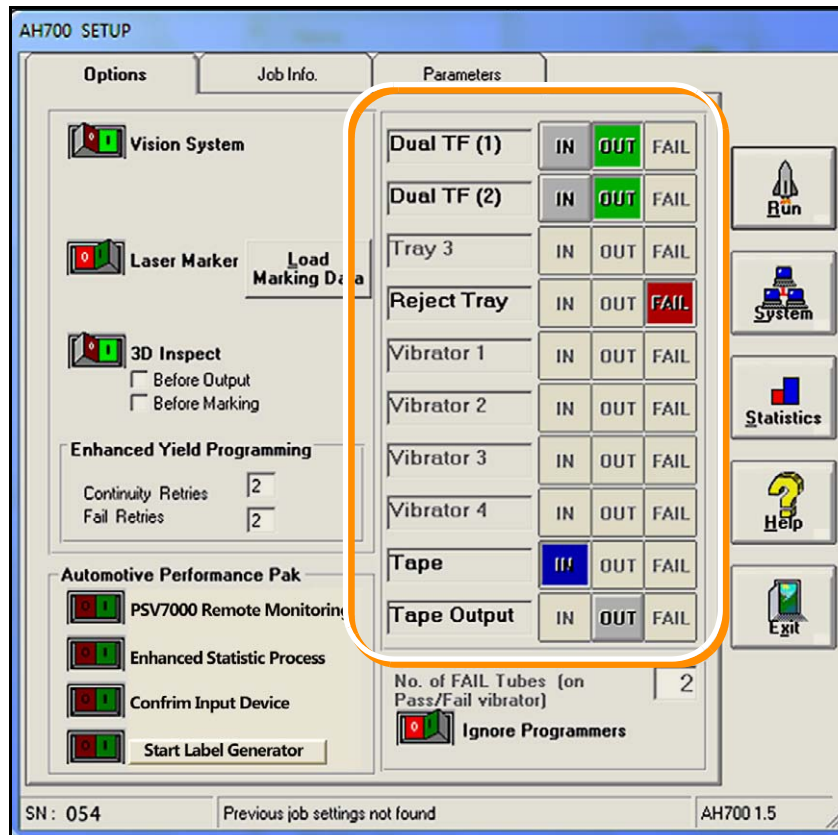 AH700 SETUP
Options
Job Info.
Parameters
Vision System
Laser Marker
Load
Marking Data
3D Inspect
Before Output
Before Marking
Enhanced Yield Programming
Continuity Retries 2
Fail Retries 2
Automotive Performance Pak
PSV7000 Remote Monitoring
Enhanced Statistic Process
Confrim Input Device
Start Label Generator
Dual TF (1) IN OUT FAIL
Dual TF (2) IN OUT FAIL
Tray 3 IN OUT FAIL
Reject Tray IN OUT FAIL
Vibrator 1 IN OUT FAIL
Vibrator 2 IN OUT FAIL
Vibrator 3 IN OUT FAIL
Vibrator 4 IN OUT FAIL
Tape IN OUT FAIL
Tape Output IN OUT FAIL
No. of FAIL Tubes (on 2
Pass/Fail vibrator)
Ignore Programmers
Run
System
Statistics
Help
Exit
SN : 054
Previous job settings not found
AH700 1.5